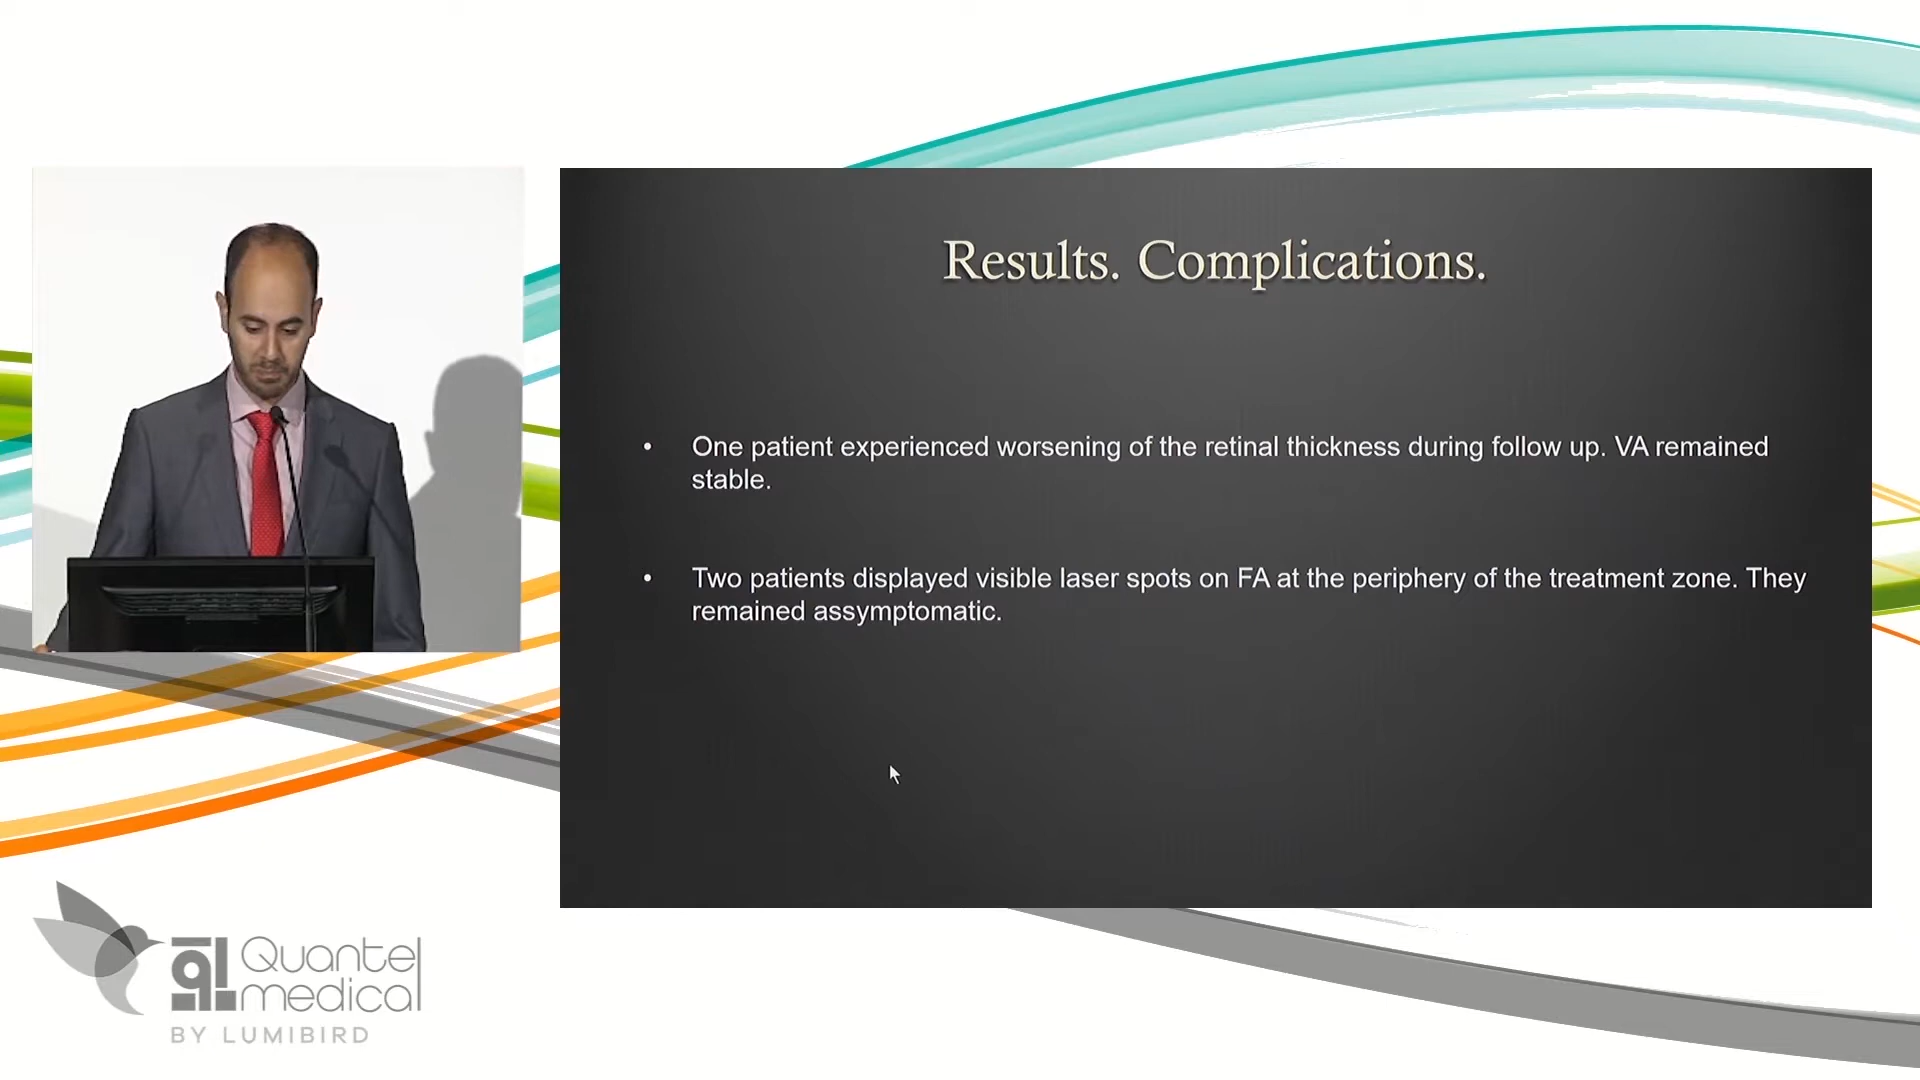 Results. Complications.
• One patient experienced worsening of the retinal thickness during follow up. VA remained
stable.
• Two patients displayed visible laser spots on FA at the periphery of the treatment zone. They
remained assymptomatic.
Quantel
medical
BY LUMIBIRD